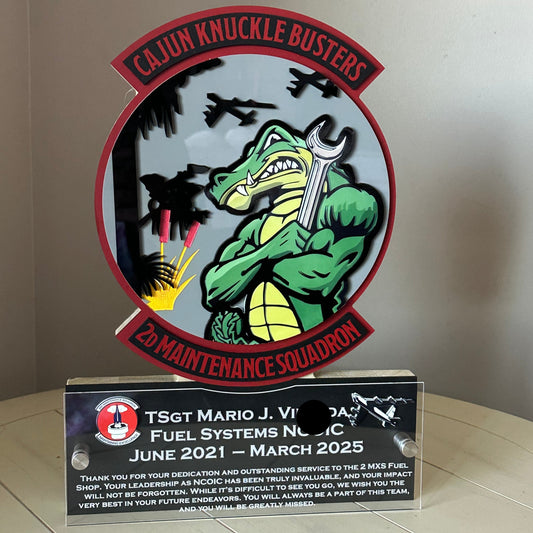 CAJUN KNUCKLE BUSTERS
2D MAINTENANCE SQUADRON
TSGT MARIO J.
FUEL SYSTEMS NCOIC
JUNE 2021 – MARCH 2025
THANK YOU FOR YOUR DEDICATION AND OUTSTANDING SERVICE TO THE 2 MXS FUEL
SHOP. YOUR LEADERSHIP AS NCOIC HAS BEEN TRULY INVALUABLE, AND YOUR IMPACT
WILL NOT BE FORGOTTEN. WHILE IT'S DIFFICULT TO SEE YOU GO, WE WISH YOU THE
VERY BEST IN YOUR FUTURE ENDEAVORS. YOU WILL ALWAYS BE A PART OF THIS TEAM,
AND YOU WILL BE GREATLY MISSED.